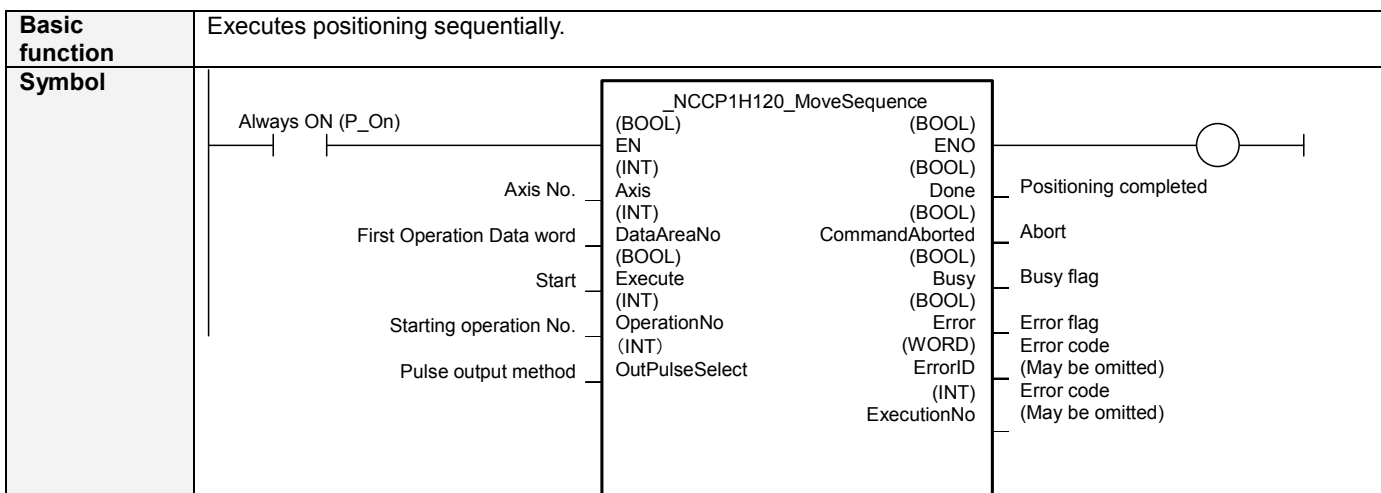 Basic function
Executes positioning sequentially.
Symbol
Always ON (P_On)
_NCCP1H120_MoveSequence
(BOOL) (BOOL)
EN ENO
(INT) (BOOL)
Axis No. Axis Done Positioning completed
(INT) (BOOL)
First Operation Data word DataAreaNo CommandAborted Abort
(BOOL) (BOOL)
Start Execute Busy Busy flag
(INT) (BOOL)
Starting operation No. OperationNo Error Error flag
(INT) (WORD) Error code
Pulse output method OutPulseSelect ErrorID (May be omitted)
(INT) Error code
ExecutionNo (May be omitted)